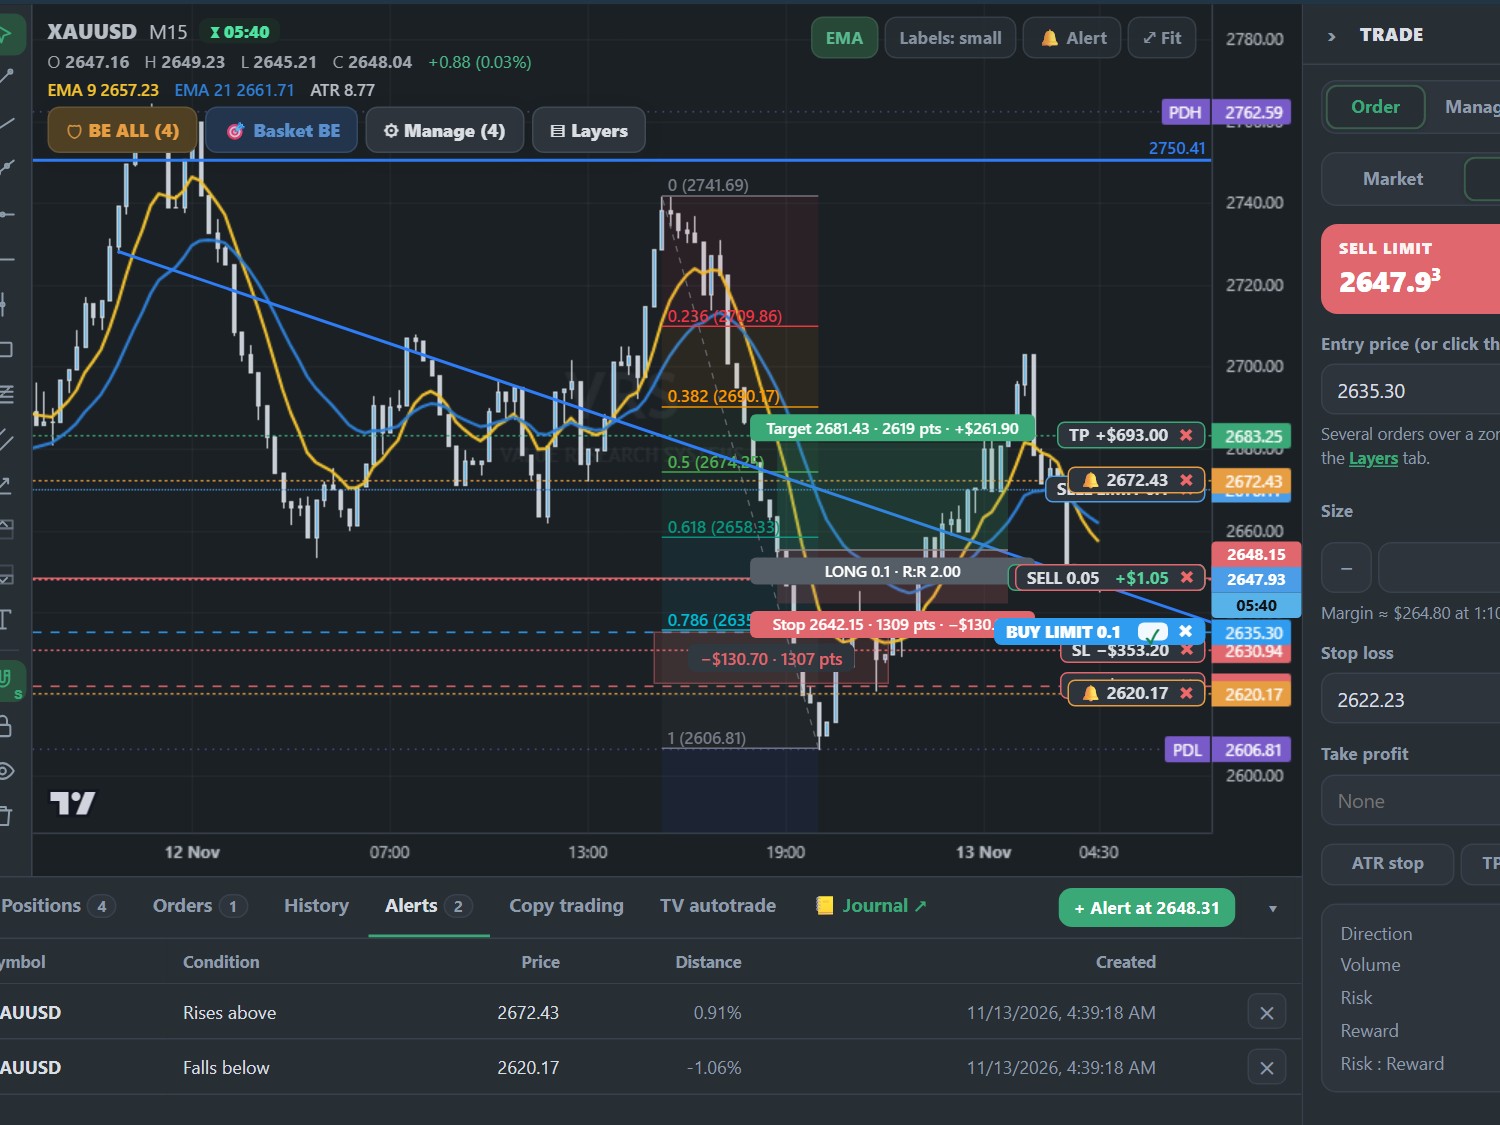 XAUUSD M15 05:40
O 2647.16 H 2649.23 L 2645.21 C 2648.04 +0.88 (0.03%)
EMA 9 2657.23 EMA 21 2661.71 ATR 8.77
BE ALL (4) Basket BE Manage (4) Layers
EMA Labels: small Alert Fit
2780.00
PDH 2762.59
2750.41
2740.00
2720.00
2700.00
2683.25
2672.43
2660.00
2648.15
2647.93
05:40
2635.30
2630.94
2620.17
PDL 2606.81
2600.00
0 (2741.69)
0.236 (2709.86)
0.382 (2690.17)
Target 2681.43 · 2619 pts · +$261.90
TP +$693.00
0.5 (2674.25)
2672.43
0.618 (2658.33)
LONG 0.1 · R:R 2.00
SELL 0.05 +$1.05
0.786 (2635
Stop 2642.15 · 1309 pts · −$130.
BUY LIMIT 0.1
SL −$353.20
−$130.70 · 1307 pts
2620.17
1 (2606.81)
12 Nov 07:00 13:00 19:00 13 Nov 04:30
TRADE
Order Manag
Market
SELL LIMIT
2647.93
Entry price (or click th
2635.30
Several orders over a zon
the Layers tab.
Size
−
Margin ≈ $264.80 at 1:10
Stop loss
2622.23
Take profit
None
ATR stop TP
Direction
Volume
Risk
Reward
Risk : Reward
Positions 4 Orders 1 History Alerts 2 Copy trading TV autotrade Journal ↗ + Alert at 2648.31
ymbol Condition Price Distance Created
AUUSD Rises above 2672.43 0.91% 11/13/2026, 4:39:18 AM
AUUSD Falls below 2620.17 -1.06% 11/13/2026, 4:39:18 AM